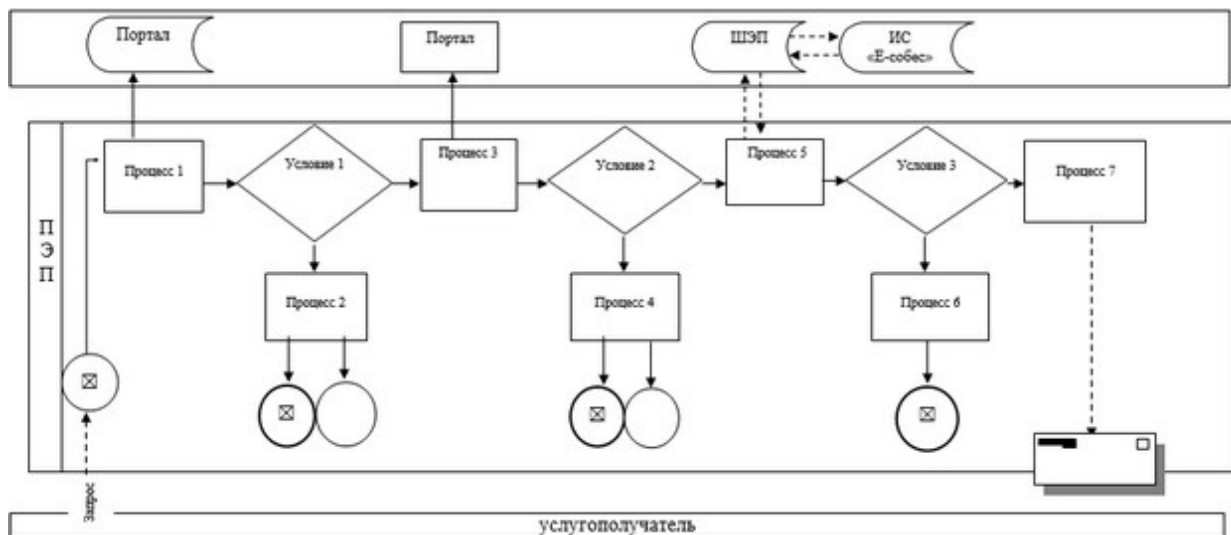 Портал
Портал
ШЭП
ИС
«Е-собес»
Процесс 1
Условие 1
Процесс 3
Условие 2
Процесс 5
Условие 3
Процесс 7
П
Э
П
Процесс 2
Процесс 4
Процесс 6
Запрос
услугополучатель